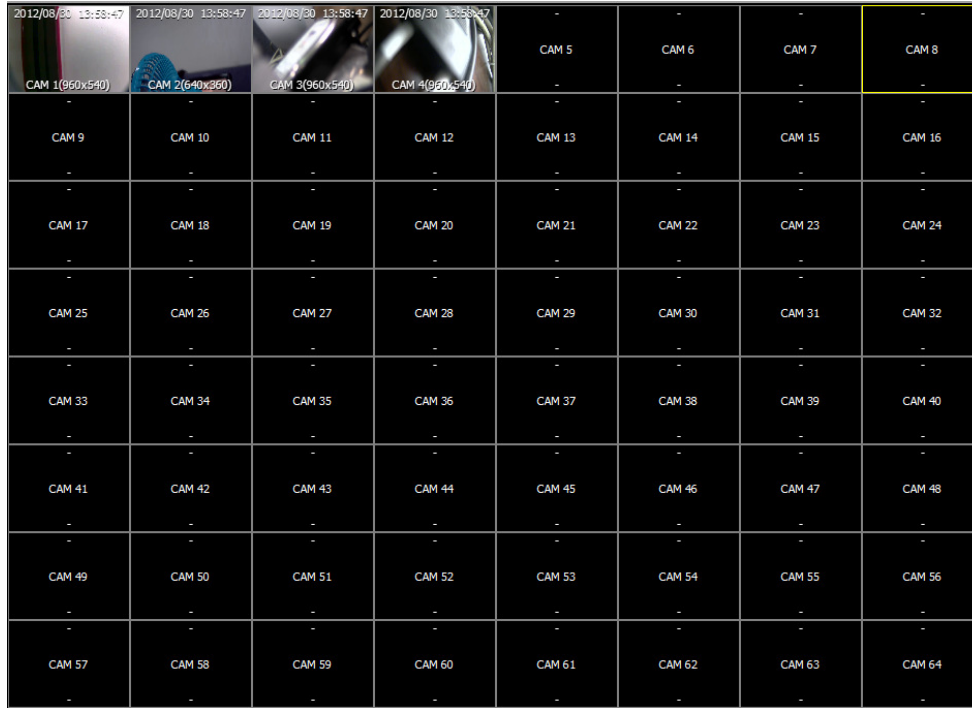 2012/08/30 13:58:47 2012/08/30 13:58:47 2012/08/30 13:58:47 2012/08/30 13:58:47 - - - -
CAM 5 CAM 6 CAM 7 CAM 8
CAM 1(960x540) CAM 2(640x360) CAM 3(960x540) CAM 4(960x540) - - - -
- - - - - - - -
CAM 9 CAM 10 CAM 11 CAM 12 CAM 13 CAM 14 CAM 15 CAM 16
- - - - - - - -
- - - - - - - -
CAM 17 CAM 18 CAM 19 CAM 20 CAM 21 CAM 22 CAM 23 CAM 24
- - - - - - - -
- - - - - - - -
CAM 25 CAM 26 CAM 27 CAM 28 CAM 29 CAM 30 CAM 31 CAM 32
- - - - - - - -
- - - - - - - -
CAM 33 CAM 34 CAM 35 CAM 36 CAM 37 CAM 38 CAM 39 CAM 40
- - - - - - - -
- - - - - - - -
CAM 41 CAM 42 CAM 43 CAM 44 CAM 45 CAM 46 CAM 47 CAM 48
- - - - - - - -
- - - - - - - -
CAM 49 CAM 50 CAM 51 CAM 52 CAM 53 CAM 54 CAM 55 CAM 56
- - - - - - - -
- - - - - - - -
CAM 57 CAM 58 CAM 59 CAM 60 CAM 61 CAM 62 CAM 63 CAM 64
- - - - - - - -